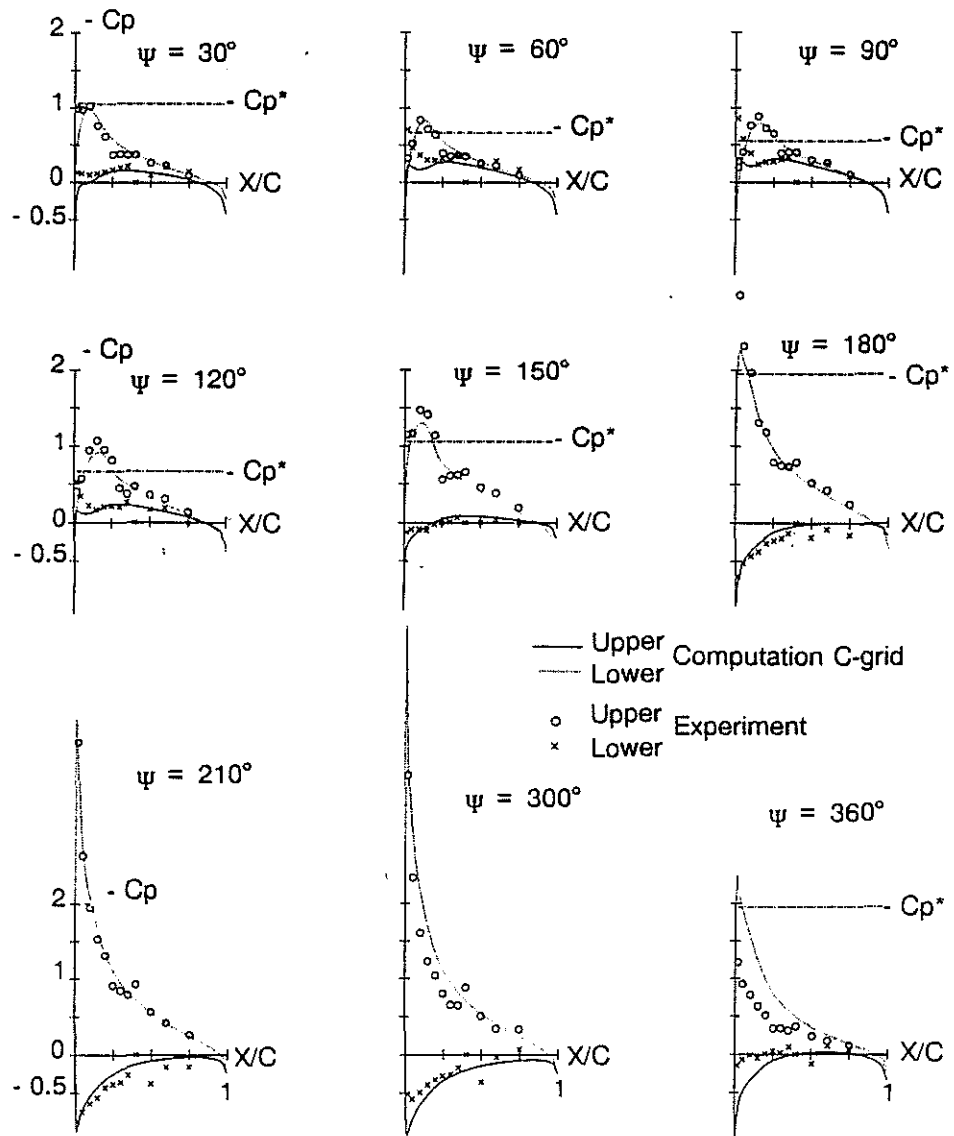 2 - Cp
Ψ = 30°
Ψ = 60°
Ψ = 90°
1
- Cp*
- Cp*
- Cp*
0
X/C
X/C
X/C
- 0.5
2 - Cp
Ψ = 120°
Ψ = 150°
Ψ = 180°
- Cp*
1
- Cp*
- Cp*
0
X/C
X/C
X/C
- 0.5
Upper
Lower
Computation C-grid
o Upper
x Lower
Experiment
Ψ = 210°
Ψ = 300°
Ψ = 360°
2 - Cp
- Cp*
1
0
X/C
X/C
X/C
- 0.5
1
1
1